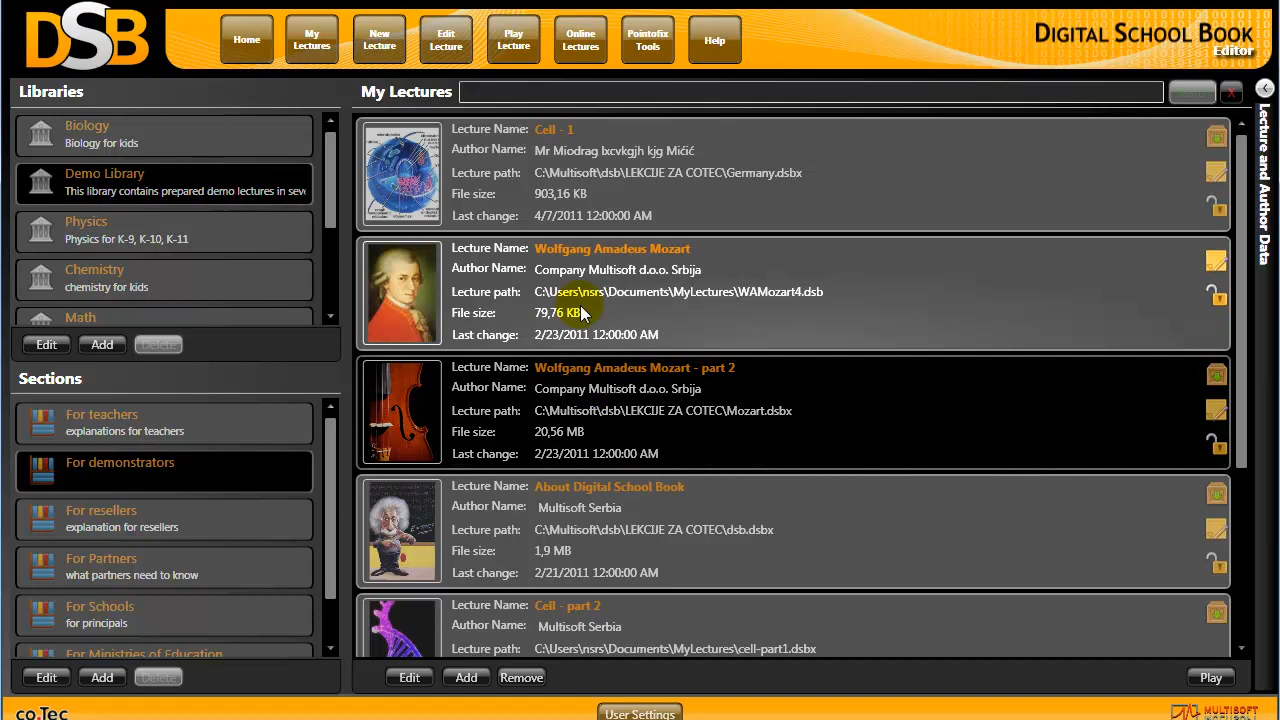 DSB
Home
My Lectures
New Lecture
Edit Lecture
Play Lecture
Online Lectures
Pointofix Tools
Help
DIGITAL SCHOOL BOOK
Editor
Libraries
Biology
Biology for kids
Demo Library
This library contains prepared demo lectures in seve
Physics
Physics for K-9, K-10, K-11
Chemistry
chemistry for kids
Math
Edit
Add
Delete
Sections
For teachers
explanations for teachers
For demonstrators
For resellers
explanation for resellers
For Partners
what partners need to know
For Schools
for principals
For Ministries of Education
Edit
Add
Delete
My Lectures
X
Lecture Name: Cell - 1
Author Name: Mr Miodrag lxcvkgjh kjg Mičić
Lecture path: C:\Multisoft\dsb\LEKCIJE ZA COTEC\Germany.dsbx
File size: 903,16 KB
Last change: 4/7/2011 12:00:00 AM
Lecture Name: Wolfgang Amadeus Mozart
Author Name: Company Multisoft d.o.o. Srbija
Lecture path: C:\Users\nsrs\Documents\MyLectures\WAMozart4.dsb
File size: 79,76 KB
Last change: 2/23/2011 12:00:00 AM
Lecture Name: Wolfgang Amadeus Mozart - part 2
Author Name: Company Multisoft d.o.o. Srbija
Lecture path: C:\Multisoft\dsb\LEKCIJE ZA COTEC\Mozart.dsbx
File size: 20,56 MB
Last change: 2/23/2011 12:00:00 AM
Lecture Name: About Digital School Book
Author Name: Multisoft Serbia
Lecture path: C:\Multisoft\dsb\LEKCIJE ZA COTEC\dsb.dsbx
File size: 1,9 MB
Last change: 2/21/2011 12:00:00 AM
Lecture Name: Cell - part 2
Author Name: Multisoft Serbia
Lecture path: C:\Users\nsrs\Documents\MyLectures\cell-part1.dsbx
Edit
Add
Remove
Play
Lecture and Author Data
co.Tec
User Settings
MULTISOFT